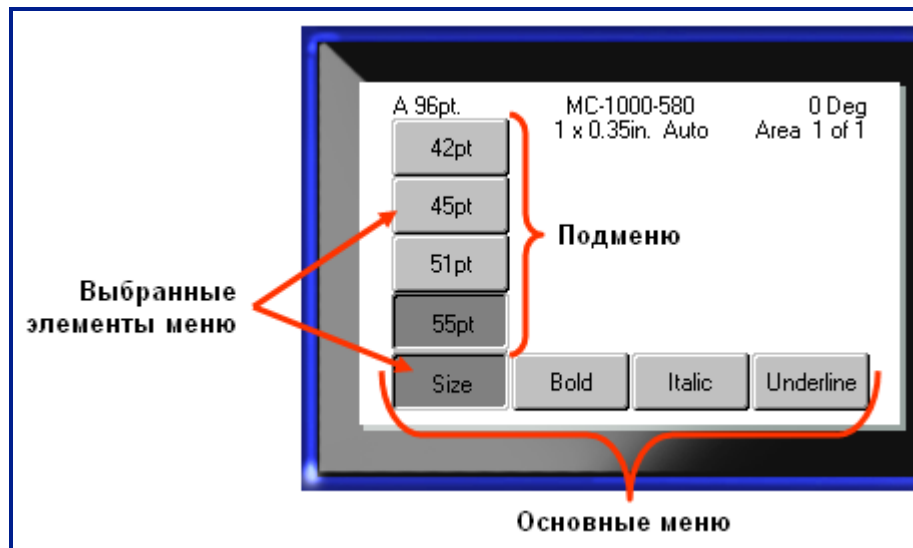 A 96pt. MC-1000-580 0 Deg
1 x 0.35in. Auto Area 1 of 1
42pt
45pt
Подменю
51pt
Выбранные
элементы меню
55pt
Size Bold Italic Underline
Основные меню